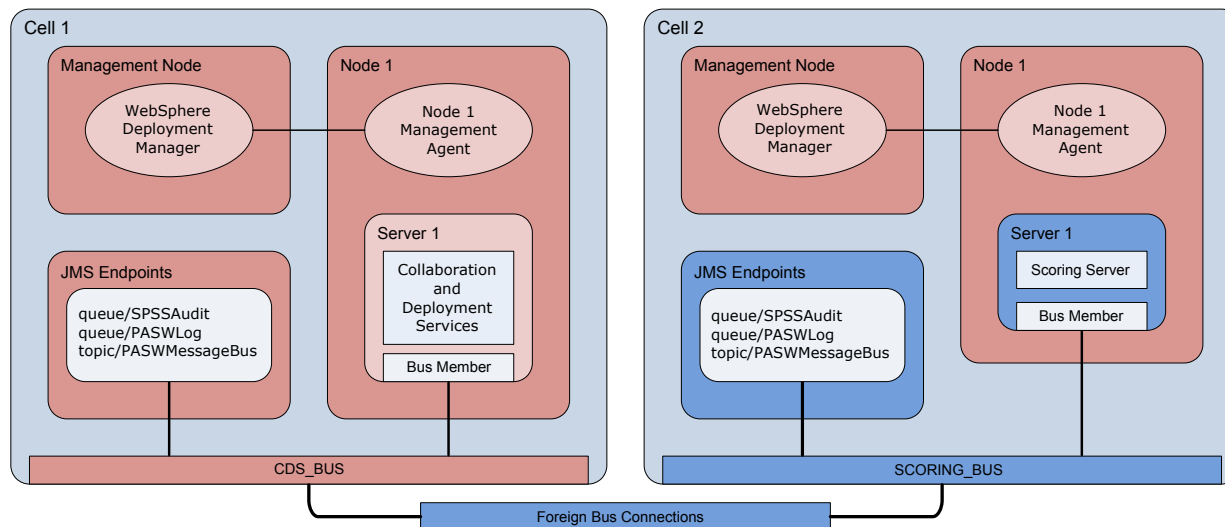 Cell 1
Management Node
WebSphere
Deployment
Manager
Node 1
Node 1
Management
Agent
Server 1
Collaboration
and
Deployment
Services
Bus Member
JMS Endpoints
queue/SPSSAudit
queue/PASWLog
topic/PASWMessageBus
CDS_BUS
Cell 2
Management Node
WebSphere
Deployment
Manager
Node 1
Node 1
Management
Agent
Server 1
Scoring Server
Bus Member
JMS Endpoints
queue/SPSSAudit
queue/PASWLog
topic/PASWMessageBus
SCORING_BUS
Foreign Bus Connections